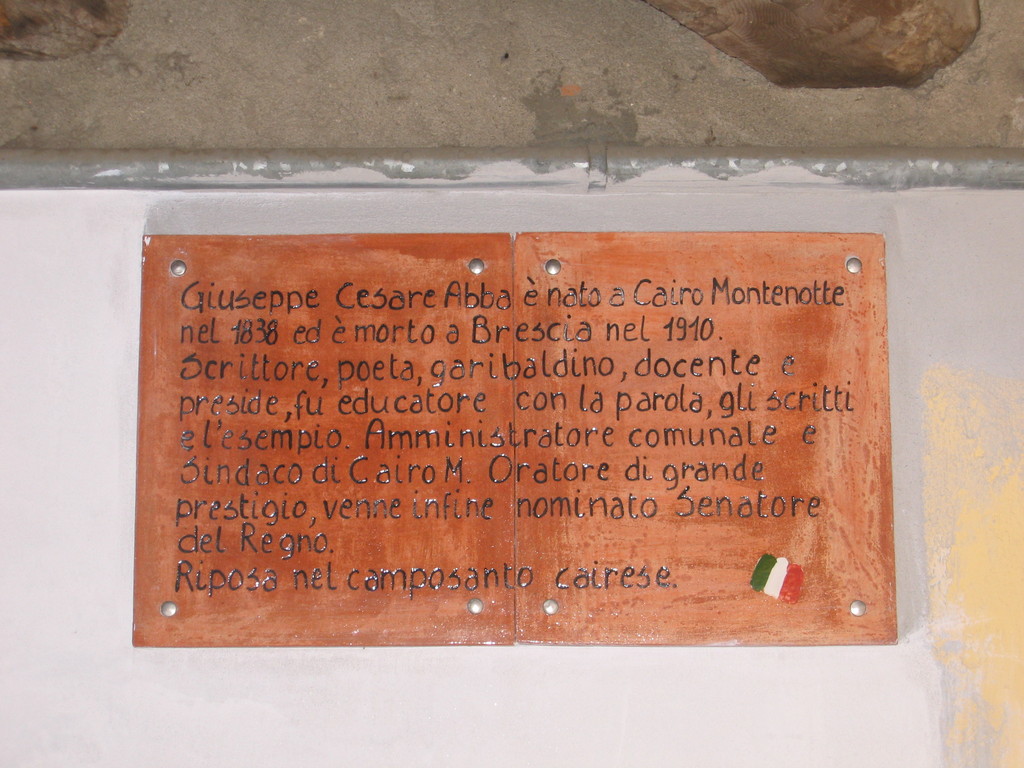 Giuseppe Cesare Abba è nato a Cairo Montenotte
nel 1838 ed è morto a Brescia nel 1910.
Scrittore, poeta, garibaldino, docente e
preside, fu educatore con la parola, gli scritti
e l'esempio. Amministratore comunale e
Sindaco di Cairo M. Oratore di grande
prestigio, venne infine nominato Senatore
del Regno.
Riposa nel camposanto cairese.